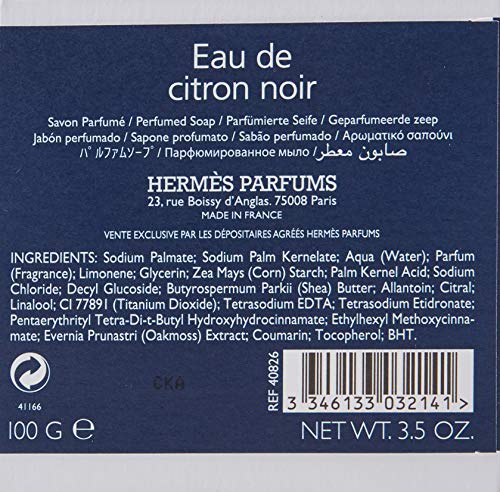 Eau de
citron noir
Savon Parfumé / Perfumed Soap / Parfümierte Seife / Geparfumeerde zeep
Jabón perfumado / Sapone profumato / Sabão perfumado / Αρωματικό σαπούνι
パルファムソープ / Парфюмированное мыло / صابون معطر
HERMÈS PARFUMS
23, rue Boissy d'Anglas. 75008 Paris
MADE IN FRANCE
VENTE EXCLUSIVE PAR LES DÉPOSITAIRES AGRÉÉS HERMÈS PARFUMS
INGREDIENTS: Sodium Palmate; Sodium Palm Kernelate; Aqua (Water); Parfum
(Fragrance); Limonene; Glycerin; Zea Mays (Corn) Starch; Palm Kernel Acid; Sodium
Chloride; Decyl Glucoside; Butyrospermum Parkii (Shea) Butter; Allantoin; Citral;
Linalool; CI 77891 (Titanium Dioxide); Tetrasodium EDTA; Tetrasodium Etidronate;
Pentaerythrityl Tetra-Di-t-Butyl Hydroxyhydrocinnamate; Ethylhexyl Methoxycinna-
mate; Evernia Prunastri (Oakmoss) Extract; Coumarin; Tocopherol; BHT.
41166
CKA
REF 40826
3 346133 032141 >
100 G ℮
NET WT. 3.5 OZ.